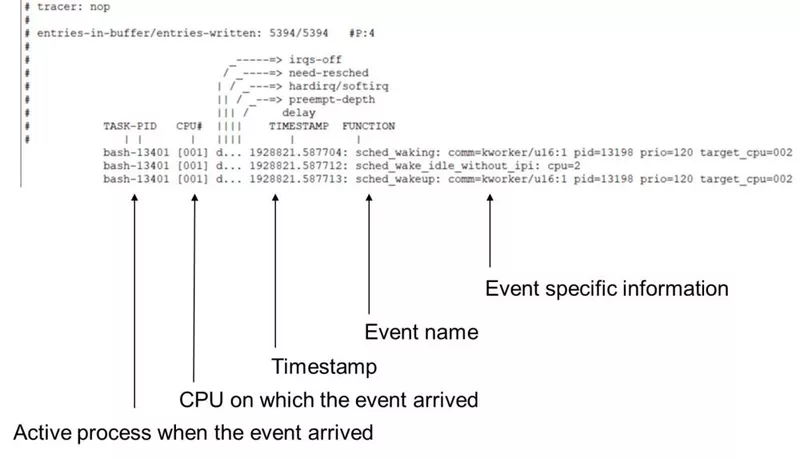 # tracer: nop
#
# entries-in-buffer/entries-written: 5394/5394   #P:4
#
#                              _-----=> irqs-off
#                             / _----=> need-resched
#                            | / _---=> hardirq/softirq
#                            || / _--=> preempt-depth
#                            ||| /     delay
#           TASK-PID   CPU#  ||||    TIMESTAMP  FUNCTION
#              | |       |   ||||       |         |
            bash-13401 [001] d... 1928821.587704: sched_waking: comm=kworker/u16:1 pid=13198 prio=120 target_cpu=002
            bash-13401 [001] d... 1928821.587712: sched_wake_idle_without_ipi: cpu=2
            bash-13401 [001] d... 1928821.587713: sched_wakeup: comm=kworker/u16:1 pid=13198 prio=120 target_cpu=002
Event specific information
Event name
Timestamp
CPU on which the event arrived
Active process when the event arrived